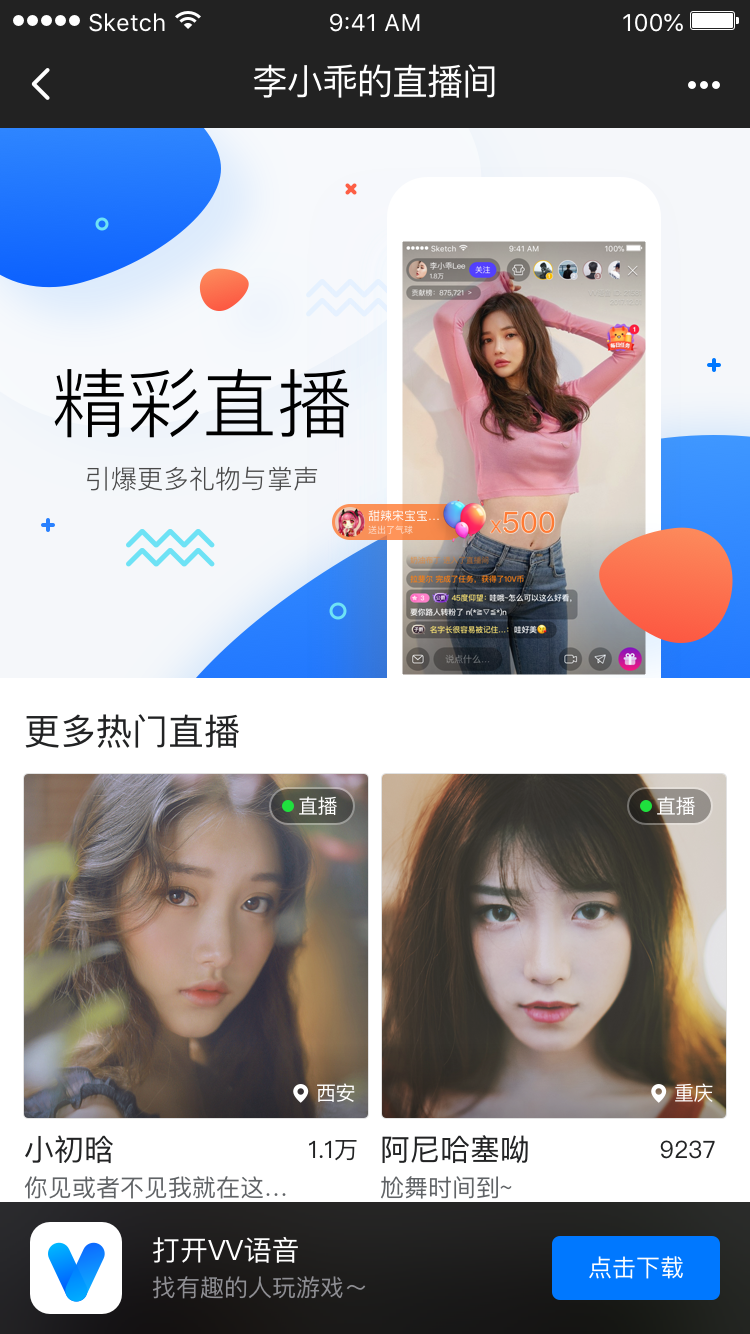 Sketch 9:41 AM 100%
李小乖的直播间
Sketch 9:41 AM 100%
李小乖Lee 关注
1.8万
贡献榜: 875,721 >
每日任务
1
精彩直播
引爆更多礼物与掌声
甜辣宋宝宝... x500
送出了气球
完成了任务，获得了10V币
3 45度仰望：哇哦~怎么可以这么好看，
要你路人转粉了 n(*≧▽≦*)n
名字长很容易被记住...：哇好美
说点什么...
更多热门直播
直播 直播
西安 重庆
小初晗 1.1万 阿尼哈塞呦 9237
你见或者不见我就在这... 尬舞时间到~
打开VV语音
找有趣的人玩游戏～
点击下载